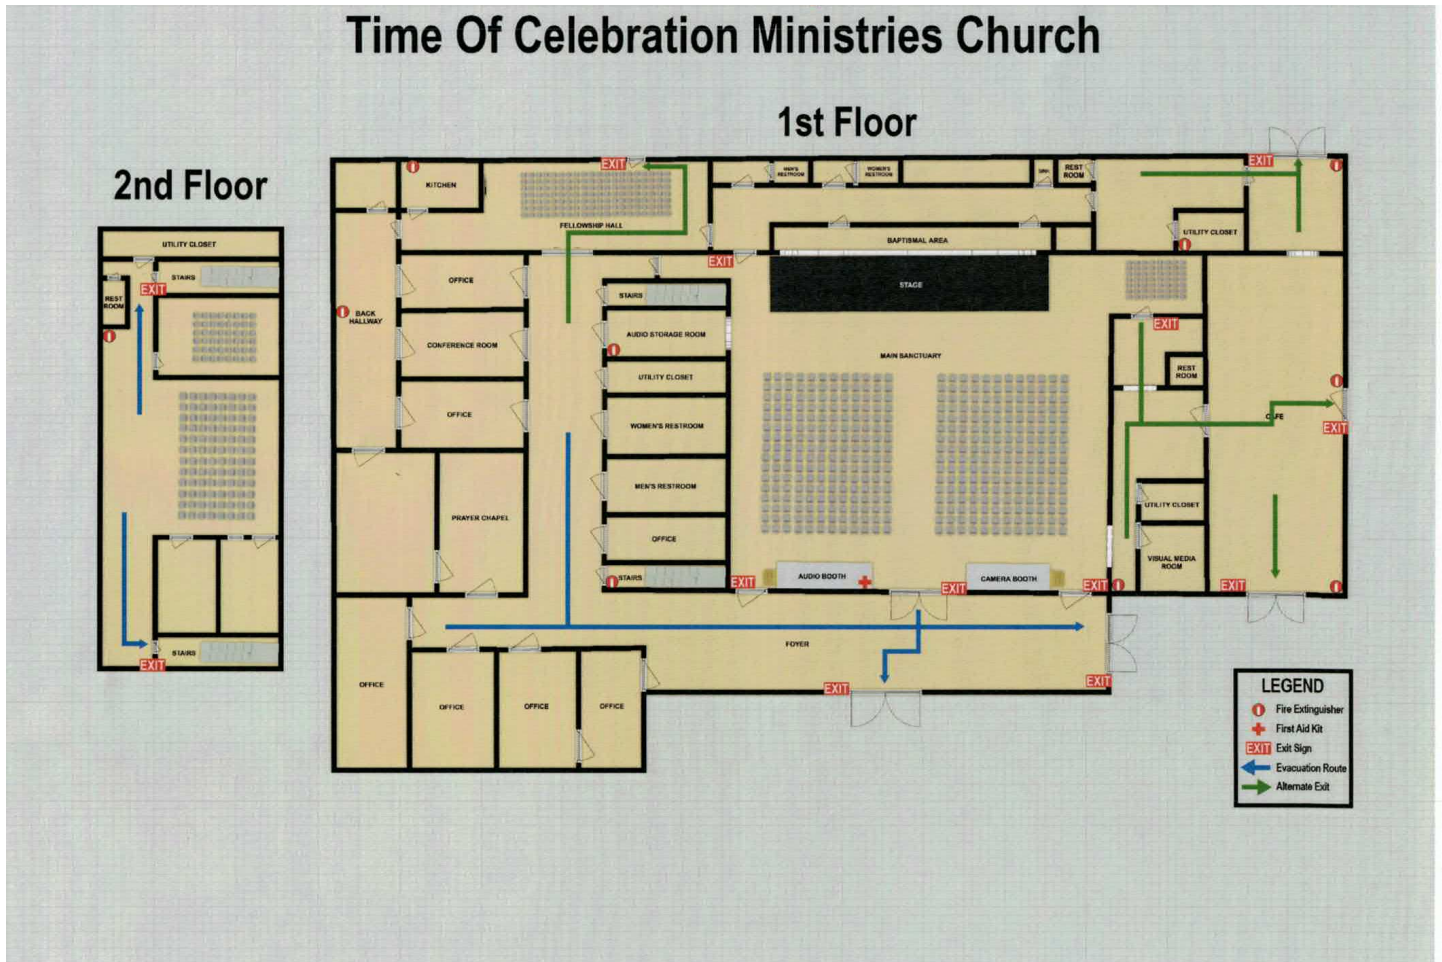 Time Of Celebration Ministries Church
1st Floor
2nd Floor
UTILITY CLOSET
STAIRS
EXIT
REST
ROOM
STAIRS
EXIT
KITCHEN
EXIT
FELLOWSHIP HALL
MEN'S
RESTROOM
WOMEN'S
RESTROOM
REST
ROOM
EXIT
UTILITY CLOSET
BAPTISMAL AREA
EXIT
STAGE
OFFICE
STAIRS
BACK
HALLWAY
CONFERENCE ROOM
AUDIO STORAGE ROOM
MAIN SANCTUARY
EXIT
REST
ROOM
UTILITY CLOSET
OFFICE
WOMEN'S RESTROOM
CAFE
EXIT
MEN'S RESTROOM
PRAYER CHAPEL
UTILITY CLOSET
OFFICE
VISUAL MEDIA
ROOM
STAIRS
EXIT
AUDIO BOOTH
EXIT
CAMERA BOOTH
EXIT
EXIT
FOYER
OFFICE
OFFICE
OFFICE
OFFICE
EXIT
EXIT
LEGEND
Fire Extinguisher
First Aid Kit
EXIT Exit Sign
Evacuation Route
Alternate Exit